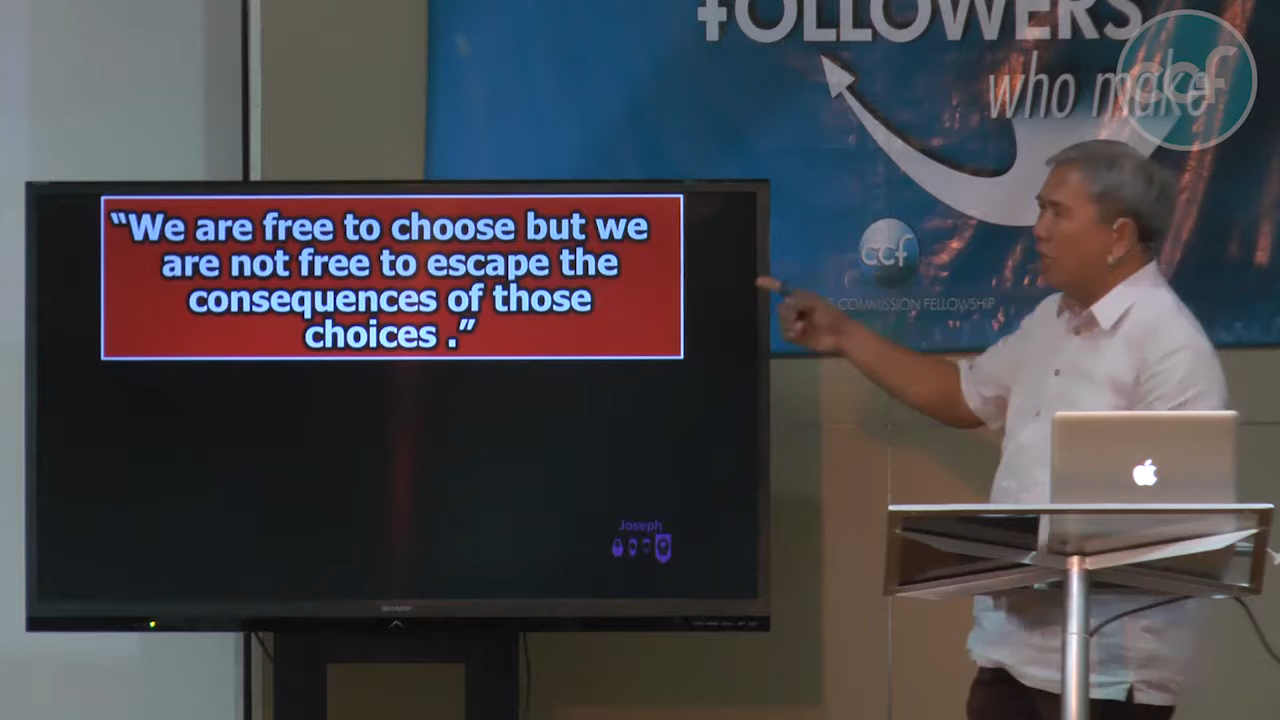 FOLLOWERS
who make
ccf
ccf
COMMISSION FELLOWSHIP
“We are free to choose but we
are not free to escape the
consequences of those
choices .”
Joseph
SHARP